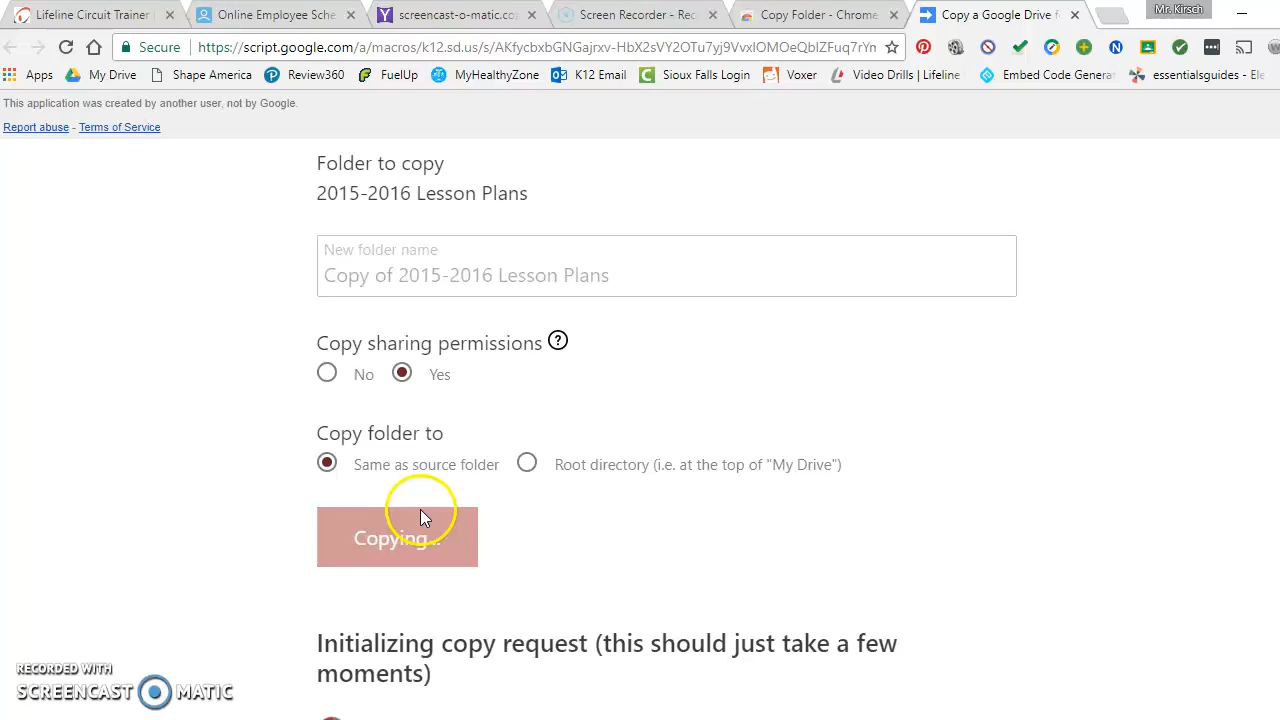 Mr. Kirsch
Lifeline Circuit Trainer
Online Employee Sche
screencast-o-matic.co
Screen Recorder - Rec
Copy Folder - Chrome
Copy a Google Drive f
Secure
https://script.google.com/a/macros/k12.sd.us/s/AKfycbxbGNGajrxv-HbX2sVY2OTu7yj9VvxIOMOeQbIZFuq7rYn
Apps
My Drive
Shape America
Review360
FuelUp
MyHealthyZone
K12 Email
Sioux Falls Login
Voxer
Video Drills | Lifeline
Embed Code Genera
essentialsguides - Ele
This application was created by another user, not by Google.
Report abuse - Terms of Service
Folder to copy
2015-2016 Lesson Plans
New folder name
Copy of 2015-2016 Lesson Plans
Copy sharing permissions ?
No Yes
Copy folder to
Same as source folder Root directory (i.e. at the top of "My Drive")
Copying...
Initializing copy request (this should just take a few
moments)
RECORDED WITH
SCREENCAST O MATIC